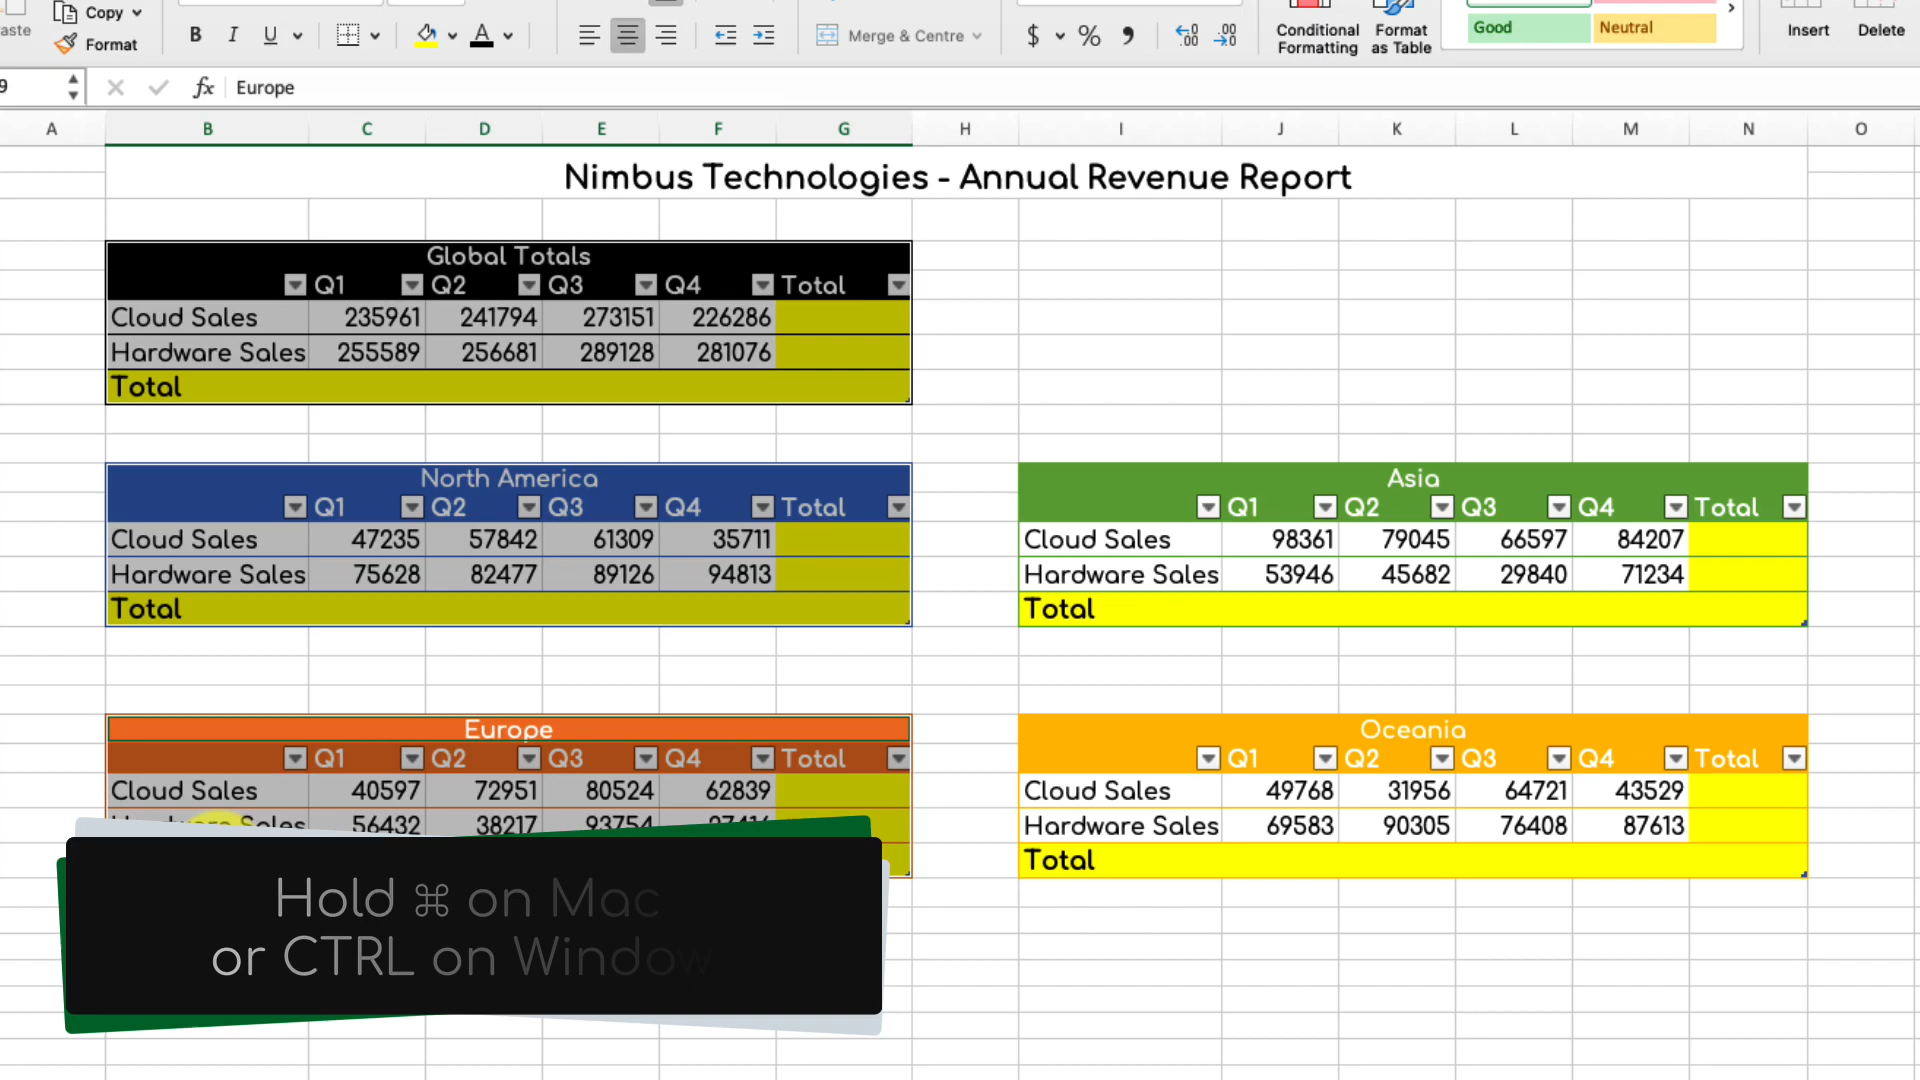 Copy
Format
B I U A
Merge & Centre
$ % 
Conditional
Formatting
Format
as Table
Good
Neutral
Insert
Delete
9
fx
Europe
A B C D E F G H I J K L M N O
Nimbus Technologies - Annual Revenue Report
Global Totals
Q1 Q2 Q3 Q4 Total
Cloud Sales 235961 241794 273151 226286
Hardware Sales 255589 256681 289128 281076
Total
North America
Q1 Q2 Q3 Q4 Total
Cloud Sales 47235 57842 61309 35711
Hardware Sales 75628 82477 89126 94813
Total
Asia
Q1 Q2 Q3 Q4 Total
Cloud Sales 98361 79045 66597 84207
Hardware Sales 53946 45682 29840 71234
Total
Europe
Q1 Q2 Q3 Q4 Total
Cloud Sales 40597 72951 80524 62839
Hardware Sales 56432 38217 93754
Oceania
Q1 Q2 Q3 Q4 Total
Cloud Sales 49768 31956 64721 43529
Hardware Sales 69583 90305 76408 87613
Total
Hold ⌘ on Mac
or CTRL on Window